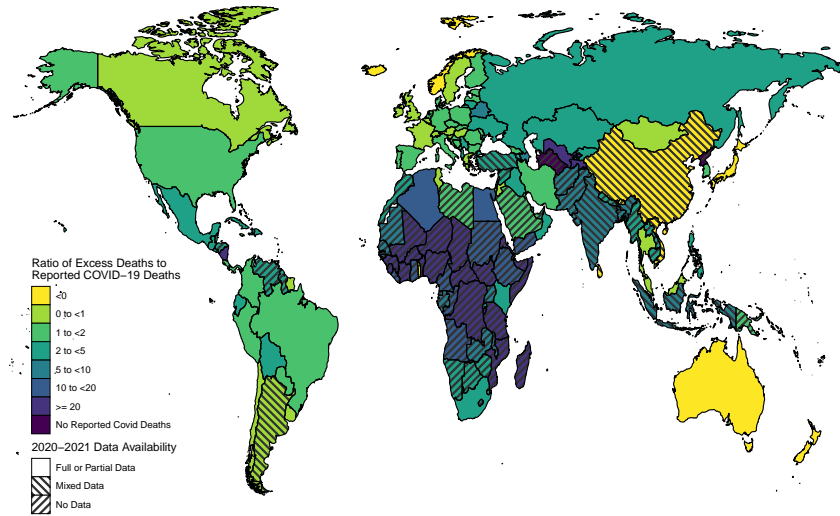 Ratio of Excess Deaths to
Reported COVID−19 Deaths
<0
0 to <1
1 to <2
2 to <5
5 to <10
10 to <20
>= 20
No Reported Covid Deaths
2020−2021 Data Availability
Full or Partial Data
Mixed Data
No Data